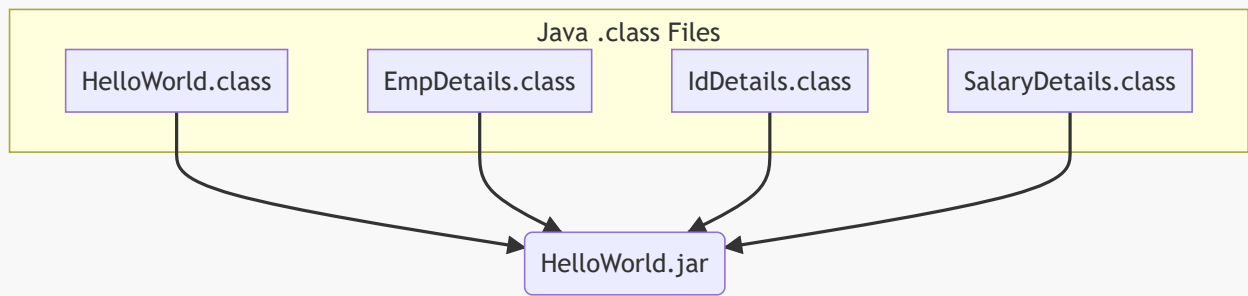 Java .class Files
HelloWorld.class
EmpDetails.class
IdDetails.class
SalaryDetails.class
HelloWorld.jar